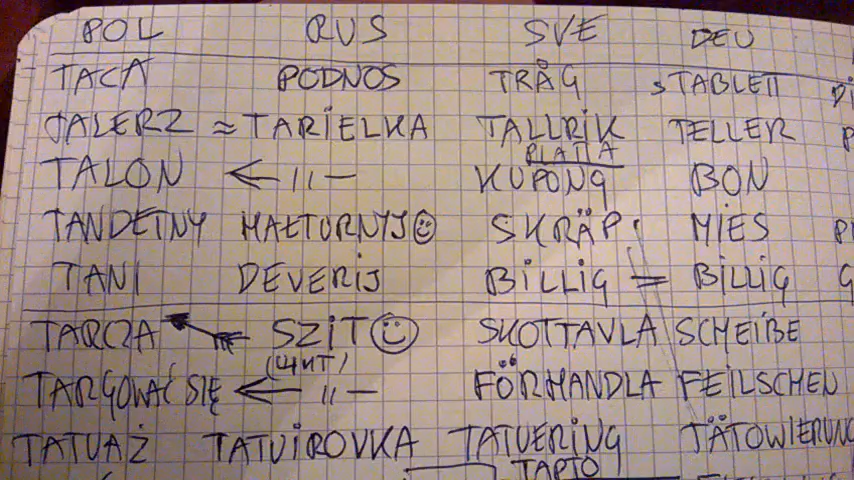 POL RUS SVE DEU
TACA PODNOS TRÅG STABLETT
TALERZ ≈ TARIELKA TALLRIK TELLER
PLATTA
TALON ← 〃 — KUPONG BON
TANDETNY HAŁTURNYJ☺ SKRÄP MIES
TANI DEVERIJ BILLIG = BILLIG
TARCZA ← SZIT☺ SKOTTAVLA SCHEIBE
(ЩИТ)
TARGOWAĆ SIĘ ← 〃 — FÖRHANDLA FEILSCHEN
TATUAŻ TATUIROVKA TATUERING TÄTOWIERUNG
TAPTO